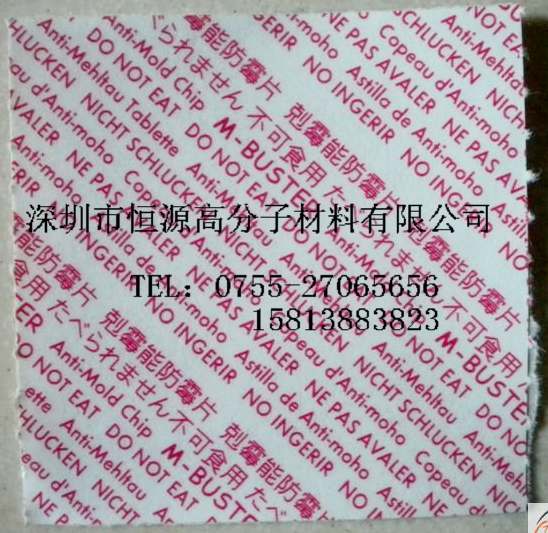 深圳市恒源高分子材料有限公司
TEL: 0755-27065656
15813883823
M-BUSTER
剋霉能防霉片
不可食用
たべられません
Anti-Mold Chip
DO NOT EAT
Anti-Mehltau Tablette
NICHT SCHLUCKEN
Copeau d'Anti-moho
NE PAS AVALER
Astilla de Anti-moho
NO INGERIR